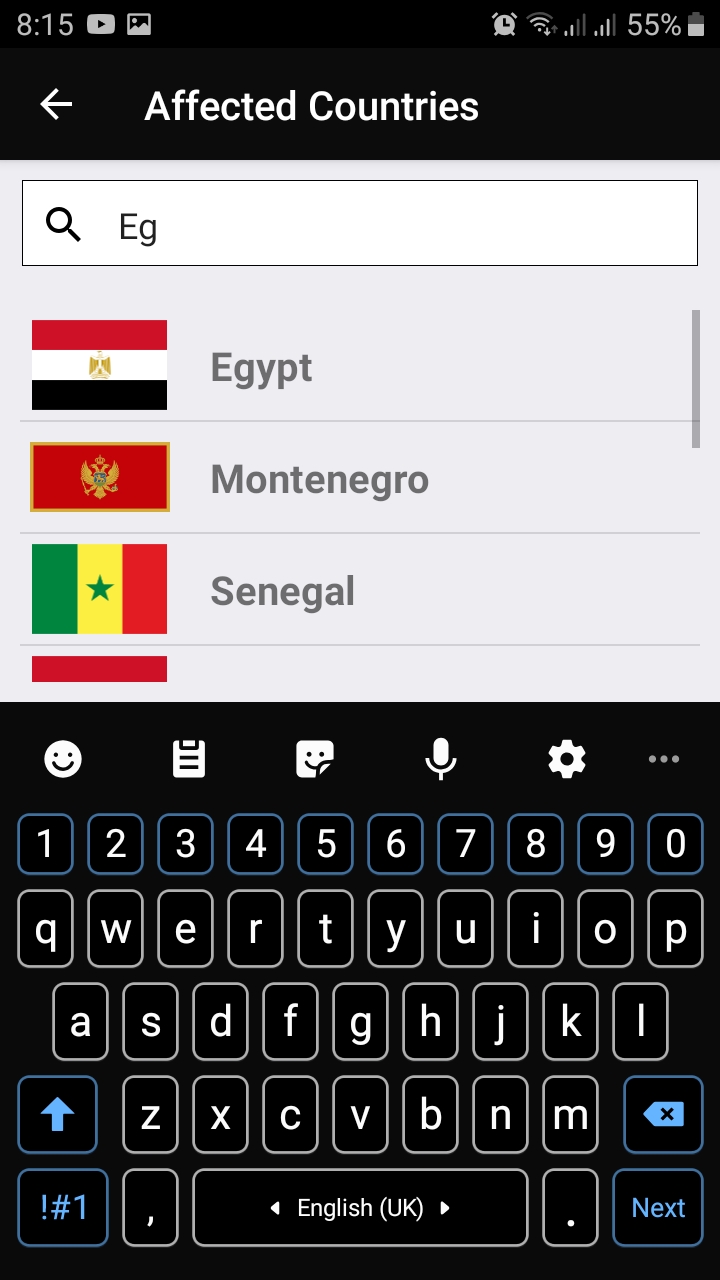 8:15 55%
Affected Countries
Eg
Egypt
Montenegro
Senegal
1 2 3 4 5 6 7 8 9 0
q w e r t y u i o p
a s d f g h j k l
z x c v b n m
!#1 , English (UK) . Next